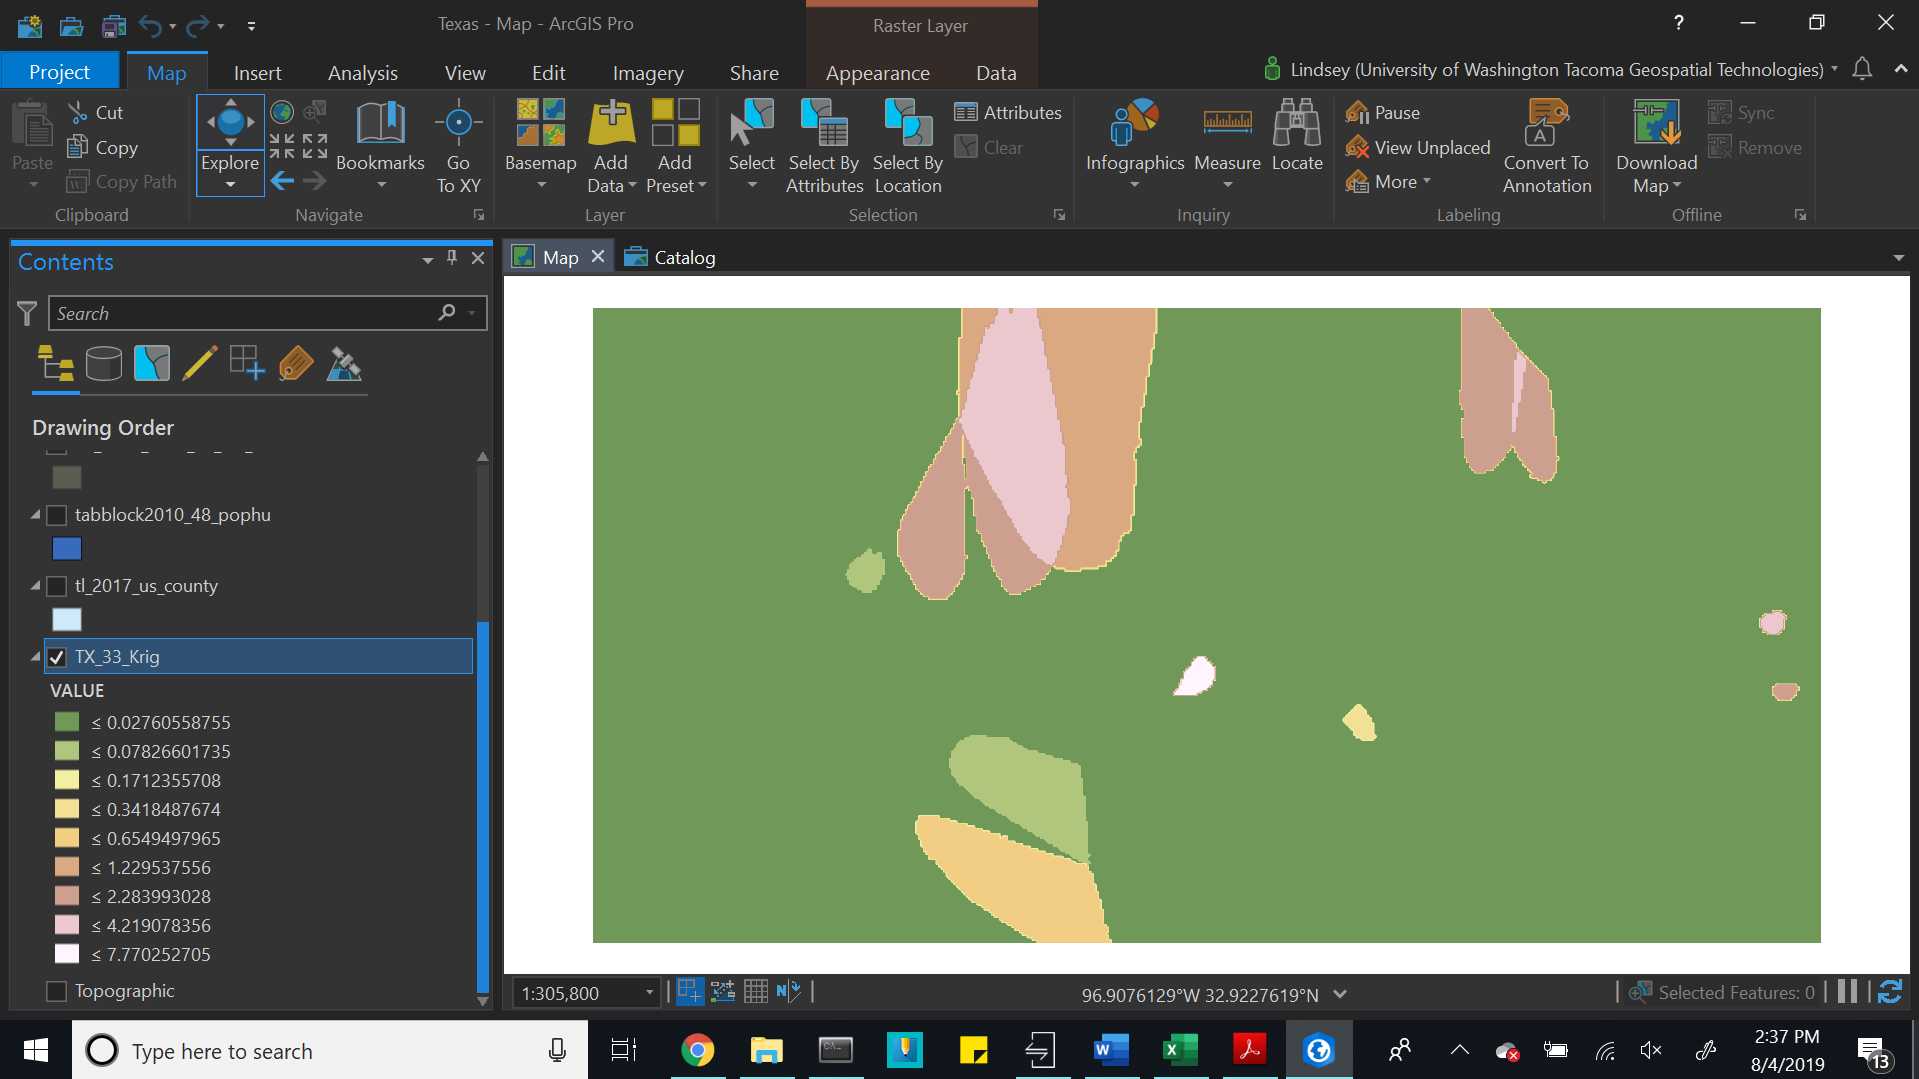 Texas - Map - ArcGIS Pro
Raster Layer
?
Project
Map
Insert
Analysis
View
Edit
Imagery
Share
Appearance
Data
Lindsey (University of Washington Tacoma Geospatial Technologies)
Paste
Cut
Copy
Copy Path
Clipboard
Explore
Bookmarks
Go
To XY
Navigate
Basemap
Add
Data
Add
Preset
Layer
Select
Select By
Attributes
Select By
Location
Attributes
Clear
Selection
Infographics
Measure
Locate
Inquiry
Pause
View Unplaced
More
A
Convert To
Annotation
Labeling
Download
Map
Sync
Remove
Offline
Contents
Search
Drawing Order
tabblock2010_48_pophu
tl_2017_us_county
TX_33_Krig
VALUE
≤ 0.02760558755
≤ 0.07826601735
≤ 0.1712355708
≤ 0.3418487674
≤ 0.6549497965
≤ 1.229537556
≤ 2.283993028
≤ 4.219078356
≤ 7.770252705
Topographic
Map
Catalog
1:305,800
N
96.9076129°W 32.9227619°N
Selected Features: 0
Type here to search
W
X
2:37 PM
8/4/2019
13